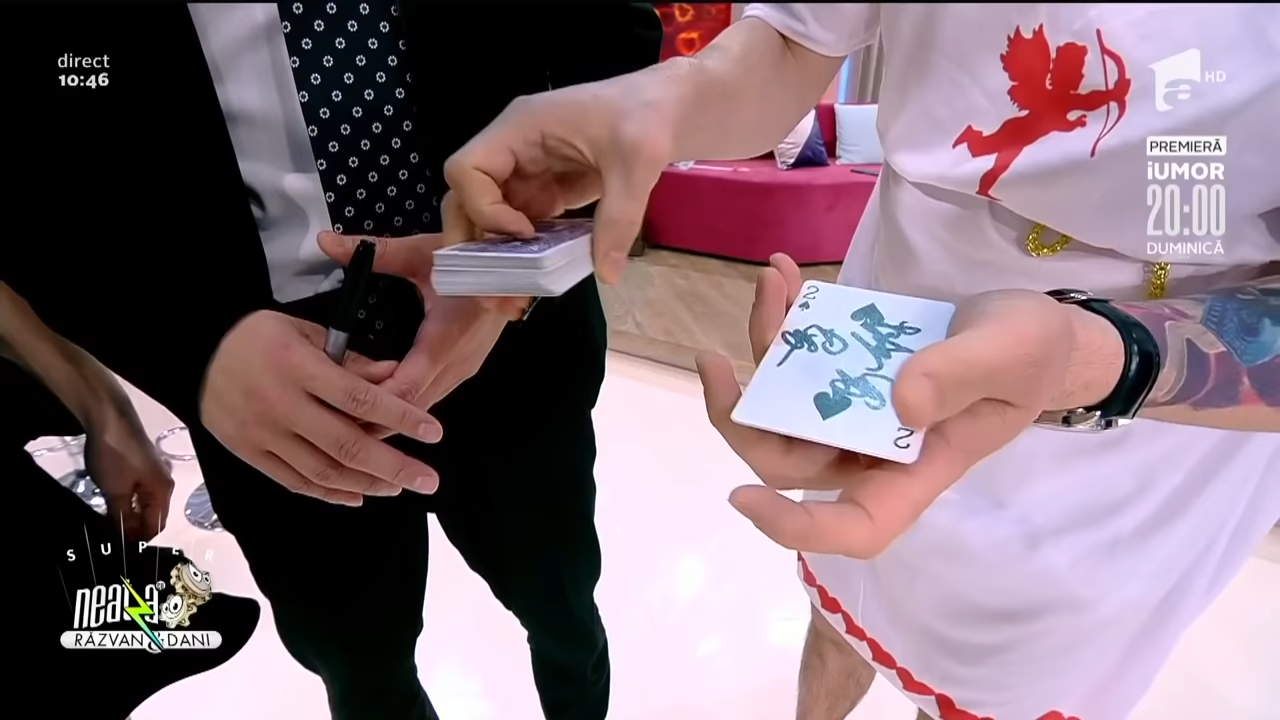 direct
10:46
HD
PREMIERĂ
iUMOR
20:00
DUMINICĂ
2
2
SUPER
neatza
RĂZVAN & DANI